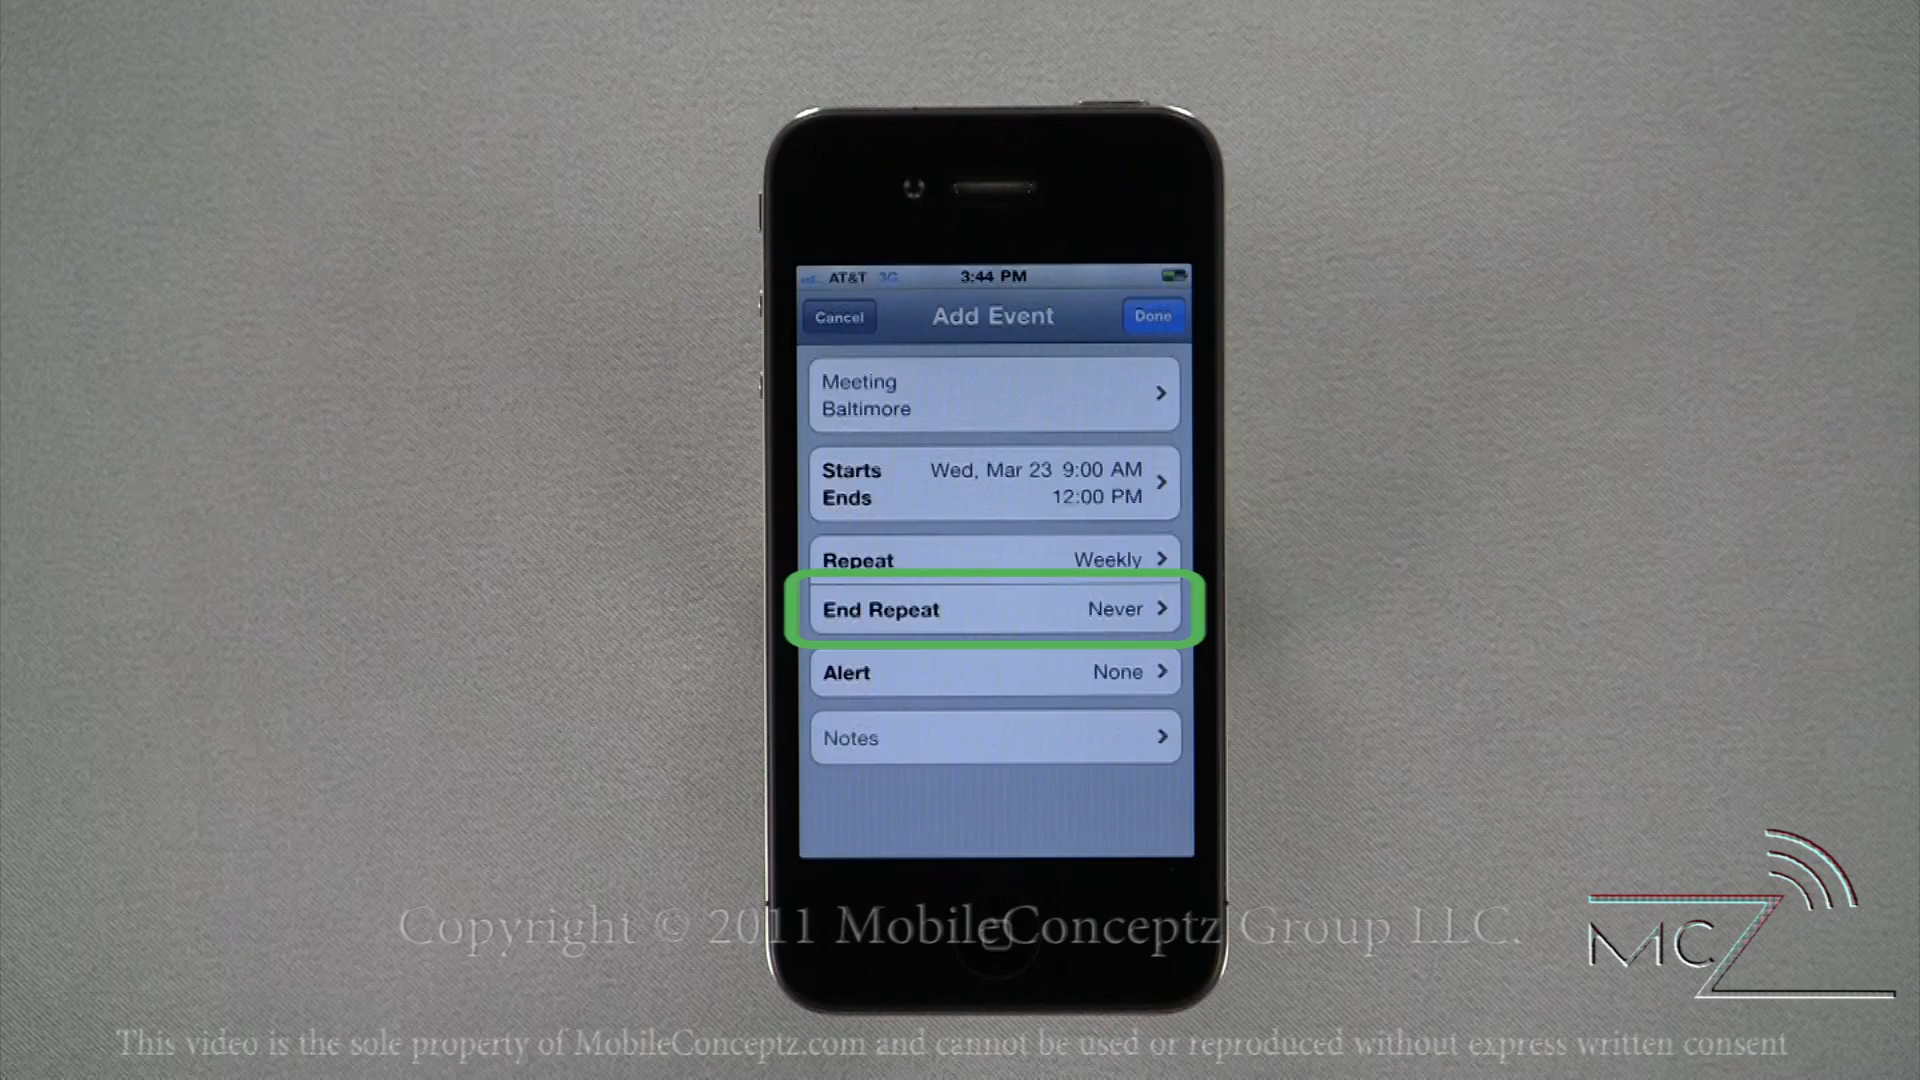 AT&T 3G 3:44 PM
Cancel Add Event Done
Meeting
Baltimore
Starts Wed, Mar 23 9:00 AM
Ends 12:00 PM
Repeat Weekly
End Repeat Never
Alert None
Notes
Copyright © 2011 MobileConceptz Group LLC.
MCZ
This video is the sole property of MobileConceptz.com and cannot be used or reproduced without express written consent